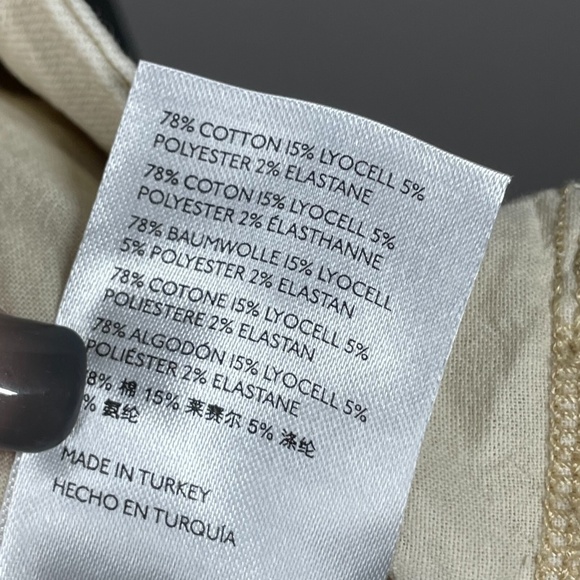 78% COTTON 15% LYOCELL 5%
POLYESTER 2% ELASTANE
78% COTON 15% LYOCELL 5%
POLYESTER 2% ÉLASTHANNE
78% BAUMWOLLE 15% LYOCELL
5% POLYESTER 2% ELASTAN
78% COTONE 15% LYOCELL 5%
POLIESTERE 2% ELASTAN
78% ALGODÓN 15% LYOCELL 5%
POLIÉSTER 2% ELASTANE
8% 棉 15% 莱赛尔 5% 涤纶
% 氨纶
MADE IN TURKEY
HECHO EN TURQUÍA